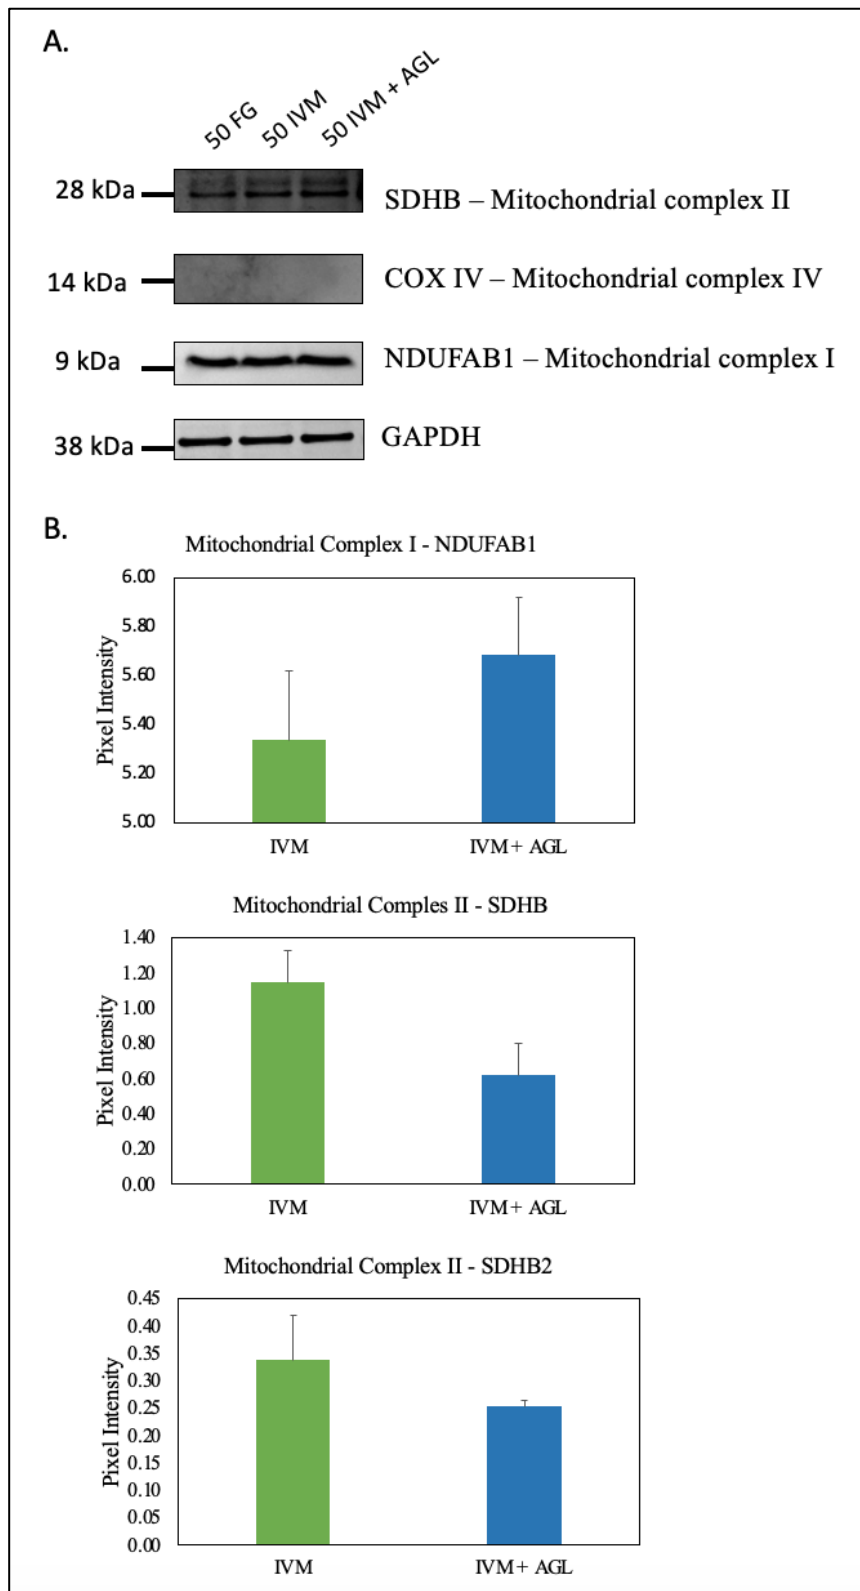 A.
50 FG
50 IVM
50 IVM + AGL
28 kDa
SDHB – Mitochondrial complex II
14 kDa
COX IV – Mitochondrial complex IV
9 kDa
NDUFAB1 – Mitochondrial complex I
38 kDa
GAPDH
B.
Mitochondrial Complex I - NDUFAB1
6.00
5.80
5.60
5.40
5.20
5.00
Pixel Intensity
IVM
IVM + AGL
Mitochondrial Comples II - SDHB
1.40
1.20
1.00
0.80
0.60
0.40
0.20
0.00
Pixel Intensity
IVM
IVM + AGL
Mitochondrial Complex II - SDHB2
0.45
0.40
0.35
0.30
0.25
0.20
0.15
0.10
0.05
0.00
Pixel Intensity
IVM
IVM + AGL